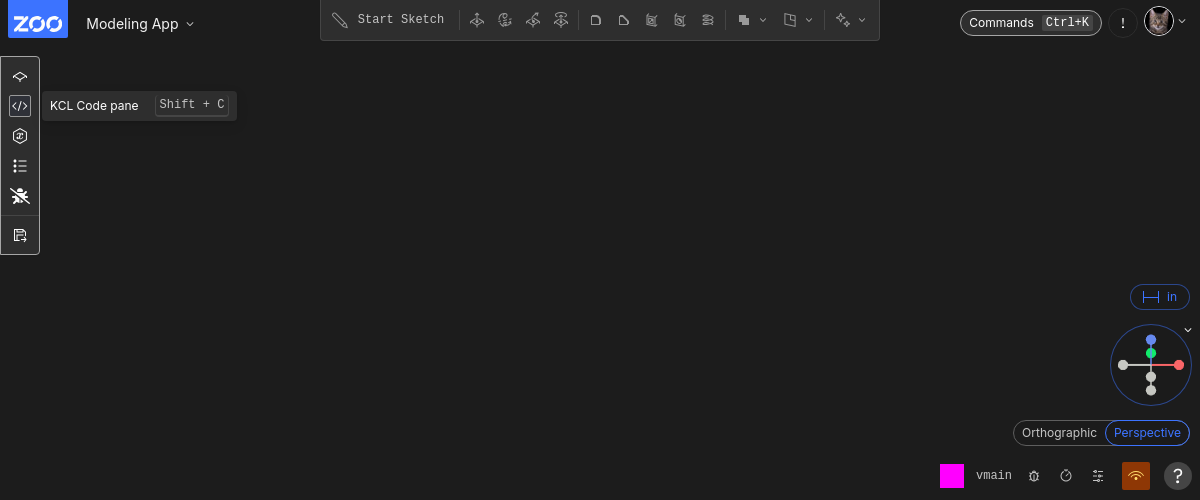 ZOO
Modeling App
Start Sketch
Commands Ctrl+K
!
KCL Code pane Shift + C
in
Orthographic Perspective
vmain
?